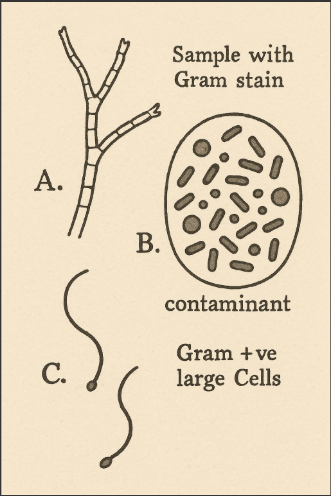 Sample with
Gram stain
A.
B.
contaminant
C.
Gram +ve
large Cells